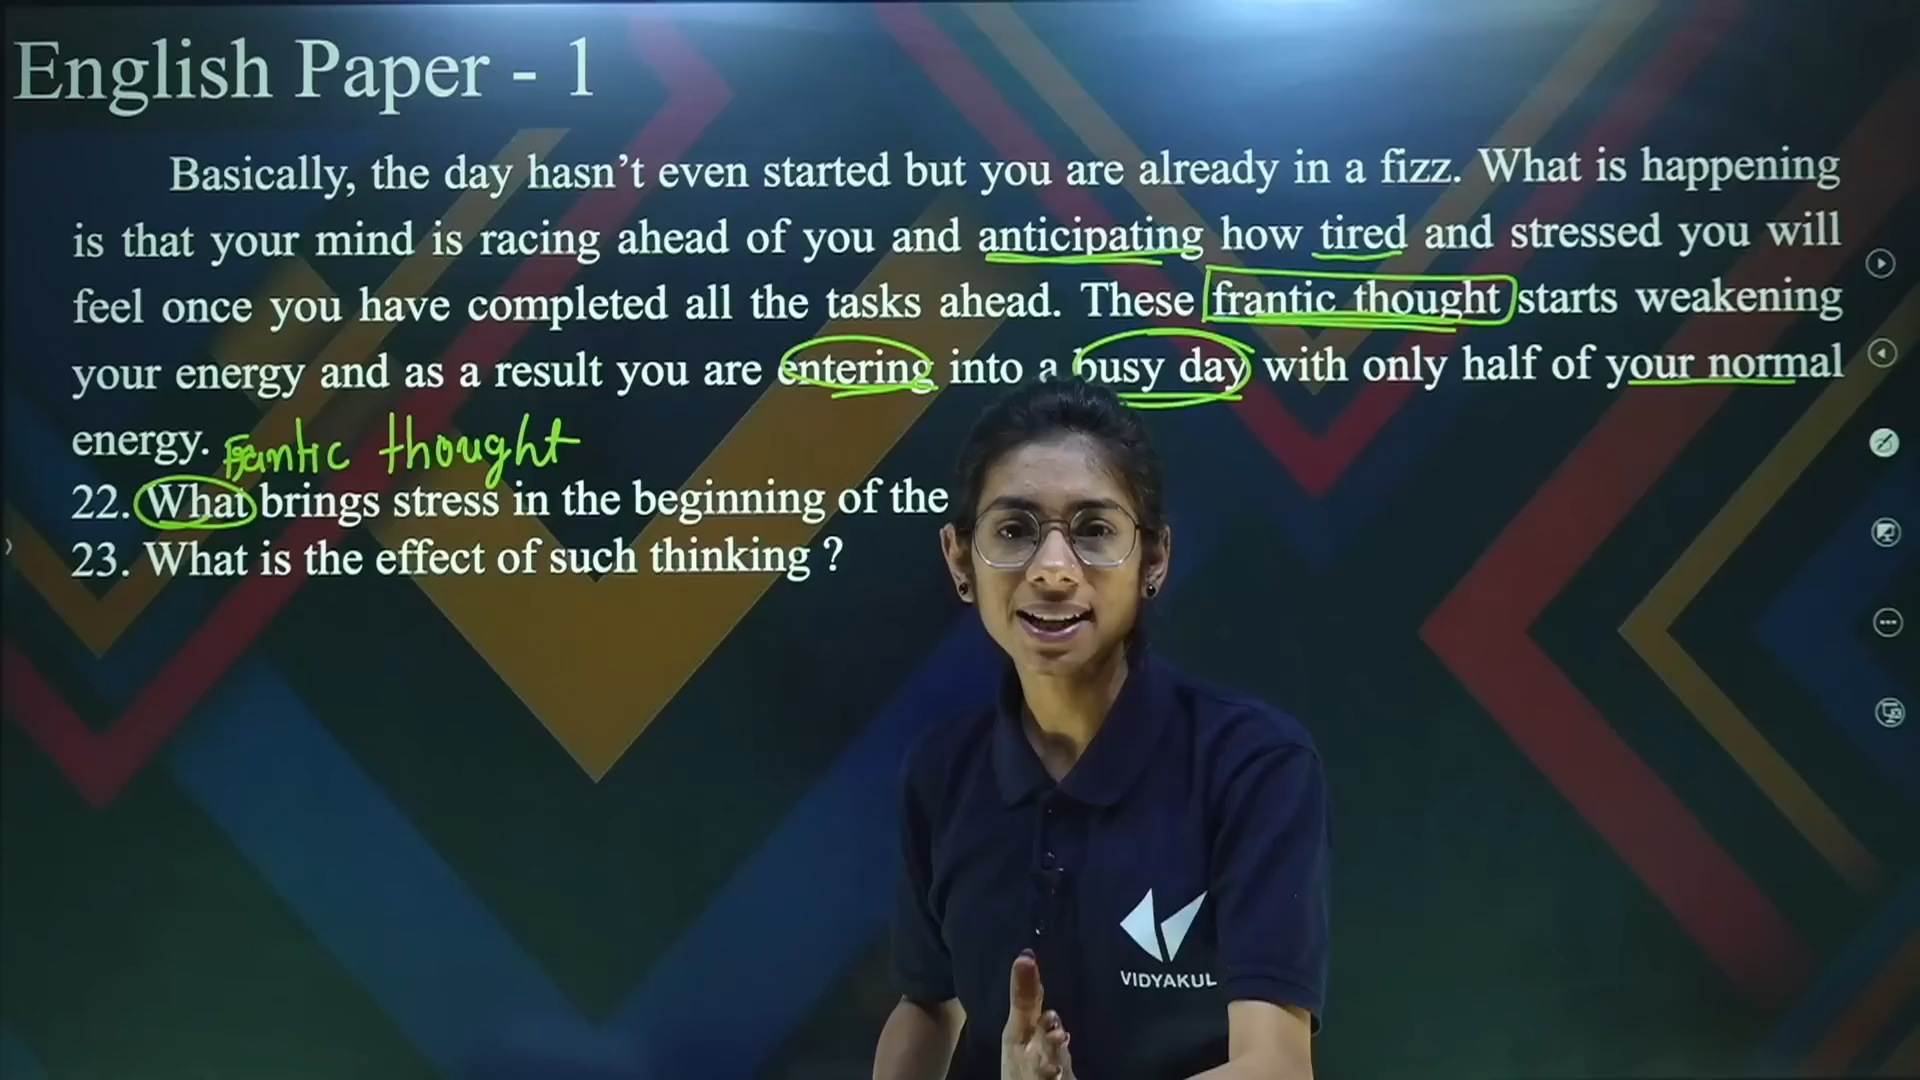 English Paper - 1
Basically, the day hasn't even started but you are already in a fizz. What is happening
is that your mind is racing ahead of you and anticipating how tired and stressed you will
feel once you have completed all the tasks ahead. These frantic thought starts weakening
your energy and as a result you are entering into a busy day with only half of your normal
energy.
thought
22. What brings stress in the beginning of the
23. What is the effect of such thinking ?
VIDYAKUL